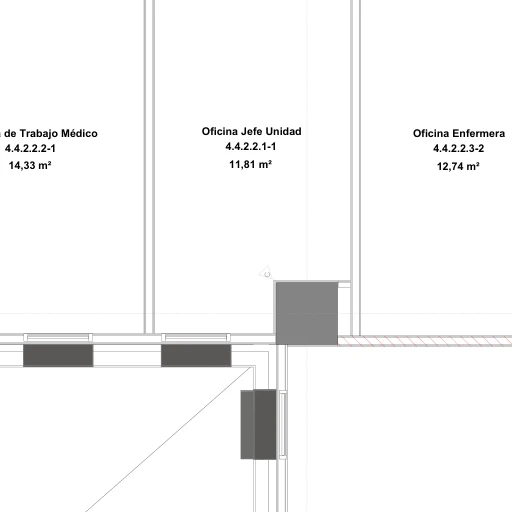 de Trabajo Médico
4.4.2.2.2-1
14,33 m²
Oficina Jefe Unidad
4.4.2.2.1-1
11,81 m²
Oficina Enfermera
4.4.2.2.3-2
12,74 m²